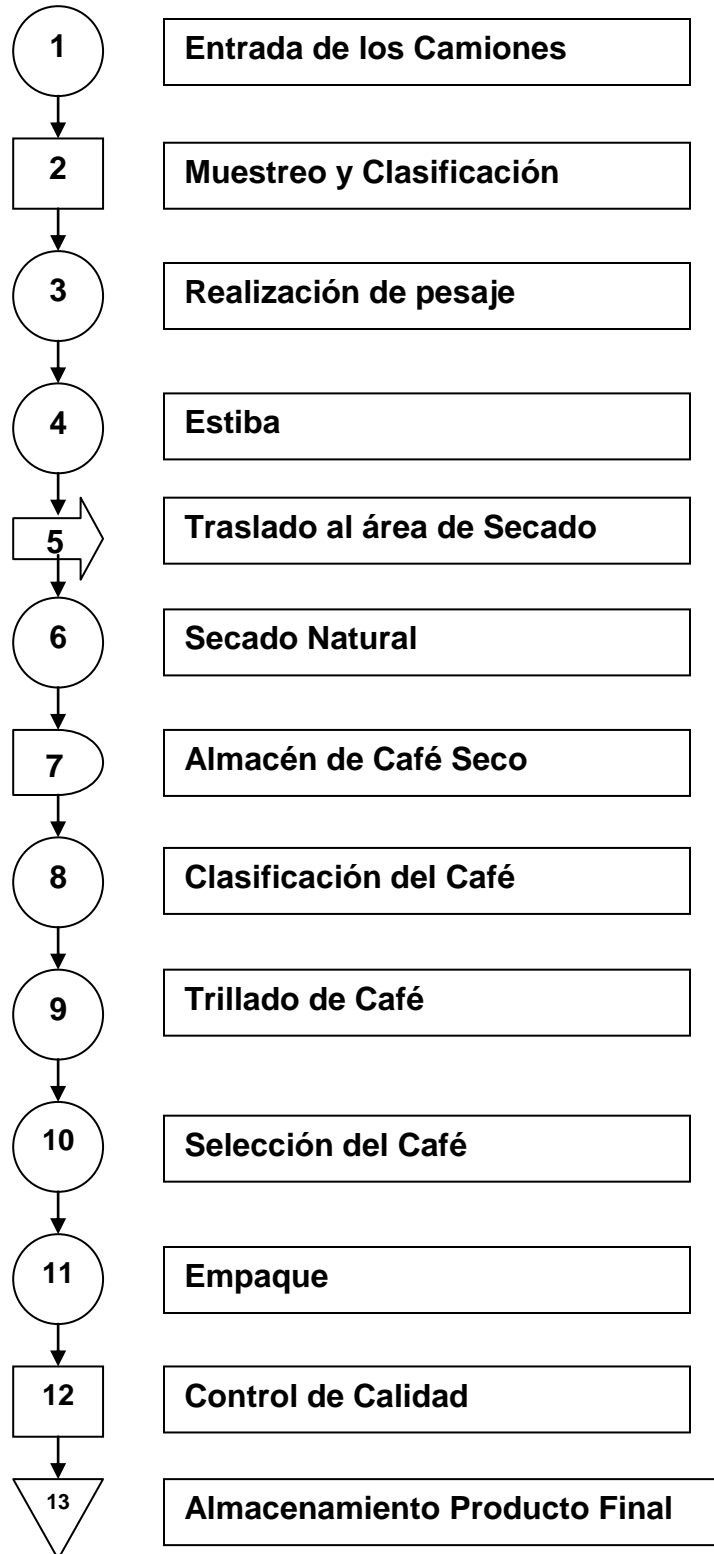 1 Entrada de los Camiones
2 Muestreo y Clasificación
3 Realización de pesaje
4 Estiba
5 Traslado al área de Secado
6 Secado Natural
7 Almacén de Café Seco
8 Clasificación del Café
9 Trillado de Café
10 Selección del Café
11 Empaque
12 Control de Calidad
13 Almacenamiento Producto Final